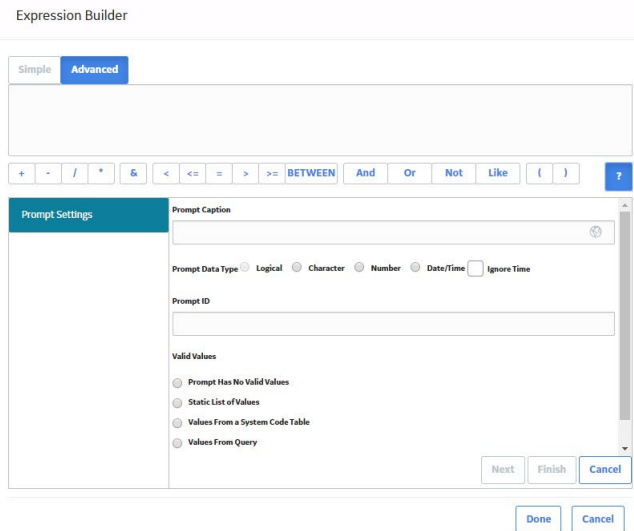 Expression Builder
Simple Advanced
+ - / * & < <= = > >= BETWEEN And Or Not Like ( ) ?
Prompt Settings
Prompt Caption
Prompt Data Type Logical Character Number Date/Time Ignore Time
Prompt ID
Valid Values
Prompt Has No Valid Values
Static List of Values
Values From a System Code Table
Values From Query
Next Finish Cancel
Done Cancel